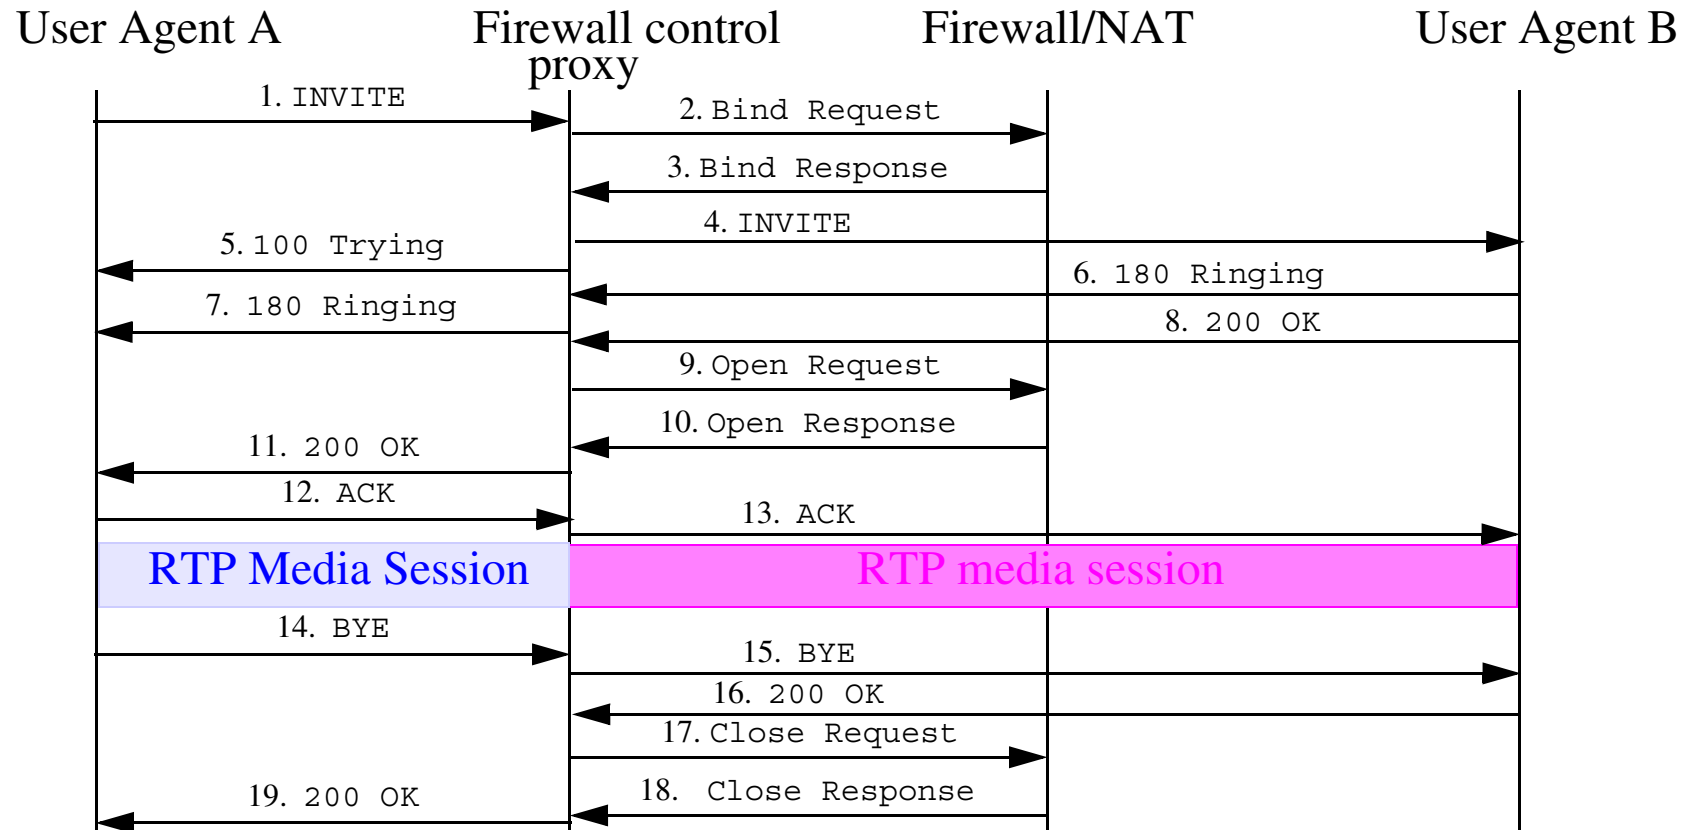 User Agent A
Firewall control
proxy
Firewall/NAT
User Agent B
1. INVITE
2. Bind Request
3. Bind Response
4. INVITE
5. 100 Trying
6. 180 Ringing
7. 180 Ringing
8. 200 OK
9. Open Request
10. Open Response
11. 200 OK
12. ACK
13. ACK
RTP Media Session
RTP media session
14. BYE
15. BYE
16. 200 OK
17. Close Request
18. Close Response
19. 200 OK